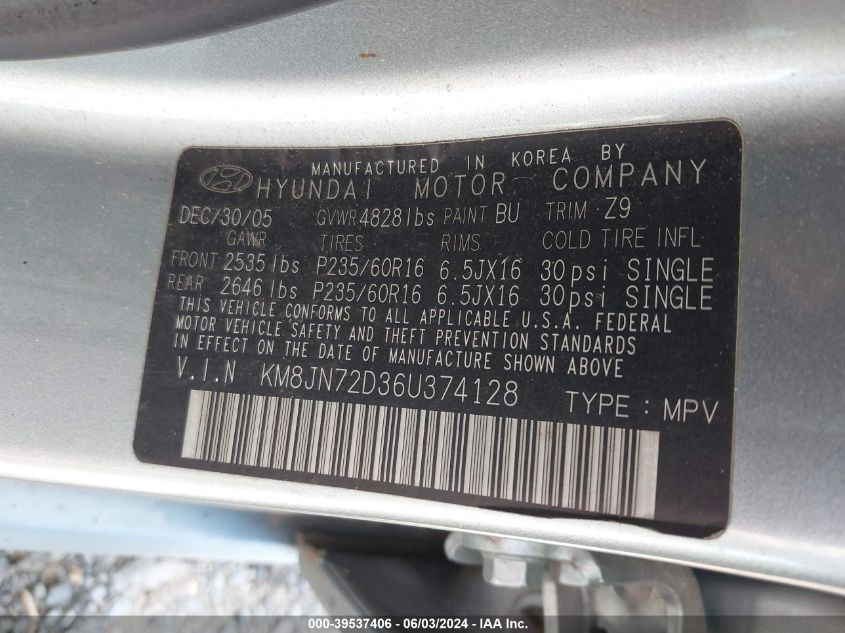 MANUFACTURED IN KOREA BY
HYUNDAI MOTOR COMPANY
DEC/30/05 GVWR 4828lbs PAINT BU TRIM Z9
GAWR TIRES RIMS COLD TIRE INFL
FRONT 2535 lbs P235/60R16 6.5JX16 30psi SINGLE
REAR 2646 lbs P235/60R16 6.5JX16 30psi SINGLE
THIS VEHICLE CONFORMS TO ALL APPLICABLE U.S.A. FEDERAL
MOTOR VEHICLE SAFETY AND THEFT PREVENTION STANDARDS
IN EFFECT ON THE DATE OF MANUFACTURE SHOWN ABOVE
V.I.N KM8JN72D36U374128 TYPE : MPV
000-39537406 - 06/03/2024 - IAA Inc.